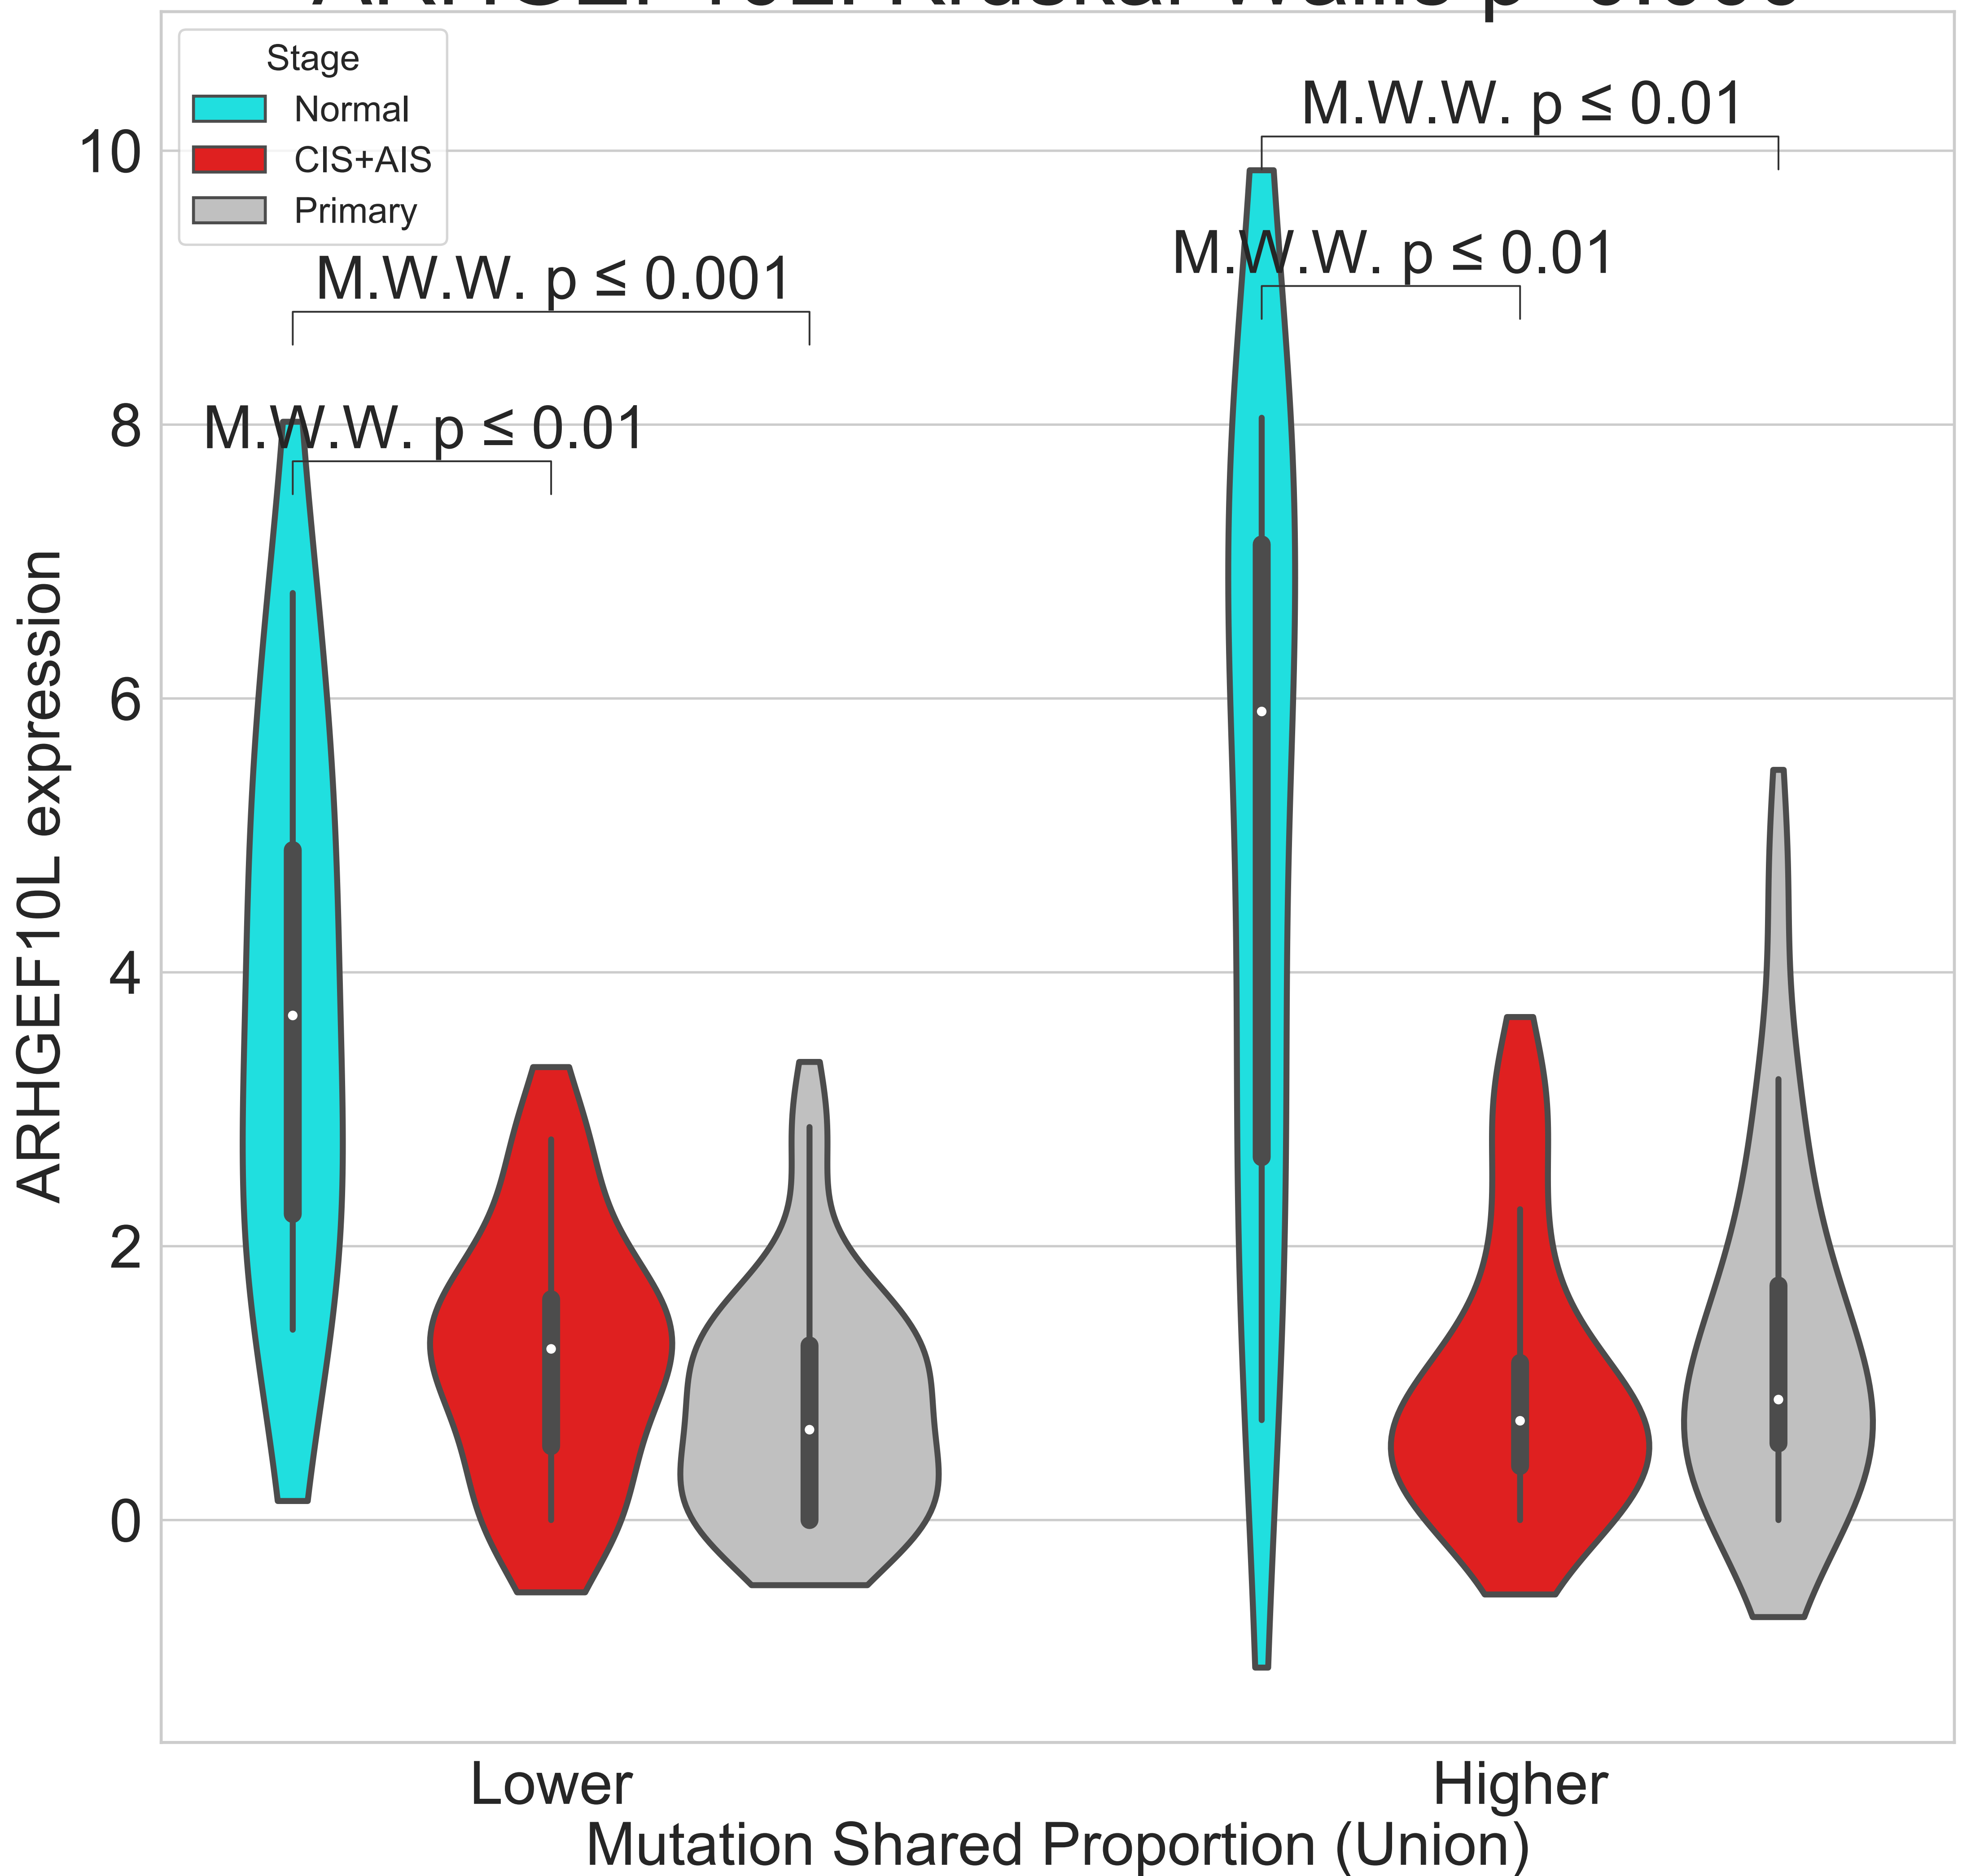 Stage
Normal
CIS+AIS
Primary
M.W.W. p ≤ 0.01
M.W.W. p ≤ 0.01
M.W.W. p ≤ 0.001
M.W.W. p ≤ 0.01
10
8
6
4
2
0
ARHGEF10L expression
Lower
Higher
Mutation Shared Proportion (Union)